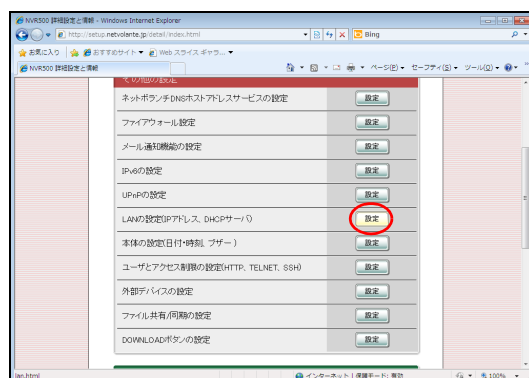 NVR500 詳細設定と情報 - Windows Internet Explorer
http://setup.netvolante.jp/detail/index.html
Bing
お気に入り おすすめサイト Web スライス ギャラ...
NVR500 詳細設定と情報
ページ(P) セーフティ(S) ツール(O)
その他の設定
ネットボランチDNSホストアドレスサービスの設定 設定
ファイアウォール設定 設定
メール通知機能の設定 設定
IPv6の設定 設定
UPnPの設定 設定
LANの設定(IPアドレス、DHCPサーバ) 設定
本体の設定(日付・時刻、ブザー) 設定
ユーザとアクセス制限の設定(HTTP、TELNET、SSH) 設定
外部デバイスの設定 設定
ファイル共有/同期の設定 設定
DOWNLOADボタンの設定 設定
lan.html インターネット | 保護モード: 無効 100%